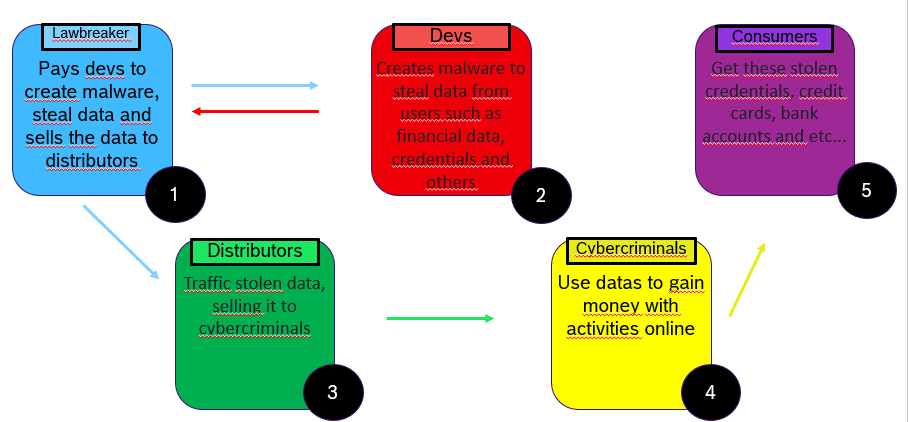 Lawbreaker
Pays devs to
create malware,
steal data and
sells the data to
distributors
1
Devs
Creates malware to
steal data from
users such as
financial data,
credentials and
others
2
Consumers
Get these stolen
credentials, credit
cards, bank
accounts and etc...
5
Distributors
Traffic stolen data,
selling it to
cybercriminals
3
Cybercriminals
Use datas to gain
money with
activities online
4